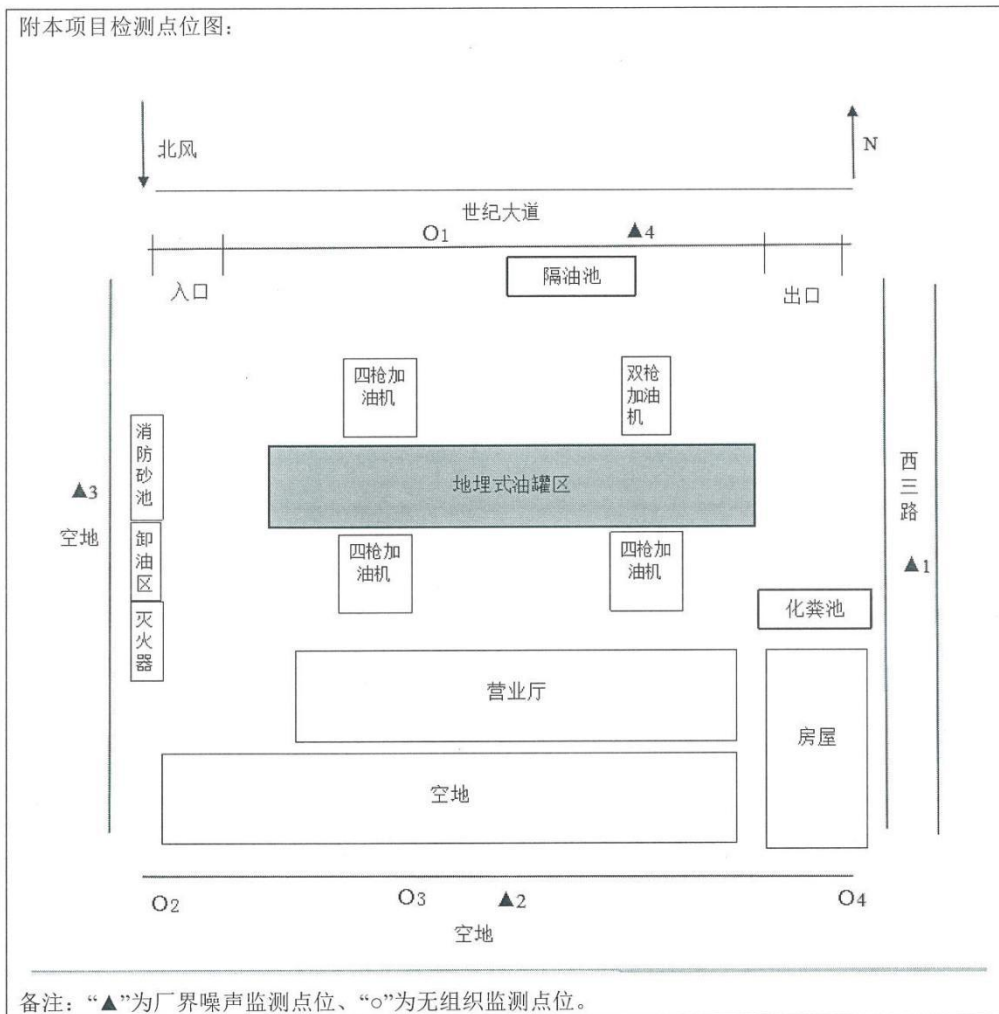 附本项目检测点位图：
北风
N
世纪大道
O1
▲4
入口
隔油池
出口
四枪加
油机
双枪
加油
机
消
防
砂
池
地埋式油罐区
西
三
路
▲3
空地
卸
油
区
四枪加
油机
四枪加
油机
▲1
灭
火
器
化粪池
营业厅
房屋
空地
O2
O3
▲2
O4
空地
备注：“▲”为厂界噪声监测点位、“○”为无组织监测点位。